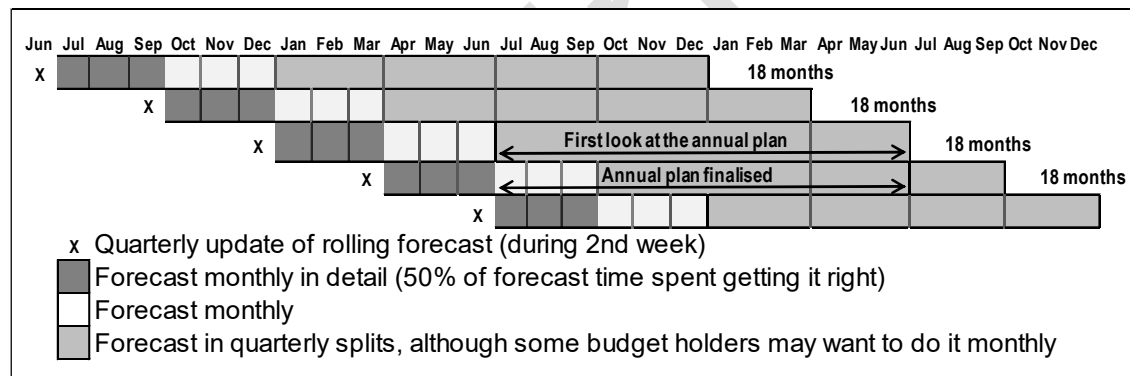 Jun Jul Aug Sep Oct Nov Dec Jan Feb Mar Apr May Jun Jul Aug Sep Oct Nov Dec Jan Feb Mar Apr May Jun Jul Aug Sep Oct Nov Dec
x 18 months
x 18 months
x First look at the annual plan 18 months
x Annual plan finalised 18 months
x
x Quarterly update of rolling forecast (during 2nd week)
Forecast monthly in detail (50% of forecast time spent getting it right)
Forecast monthly
Forecast in quarterly splits, although some budget holders may want to do it monthly